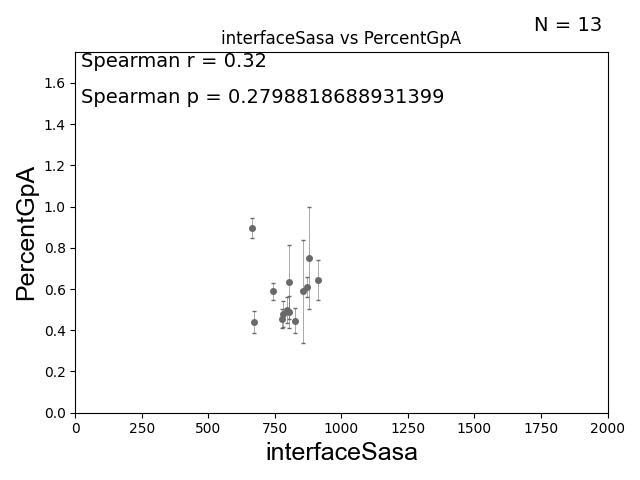 N = 13
interfaceSasa vs PercentGpA
Spearman r = 0.32
Spearman p = 0.2798818688931399
PercentGpA
1.6
1.4
1.2
1.0
0.8
0.6
0.4
0.2
0.0
0 250 500 750 1000 1250 1500 1750 2000
interfaceSasa